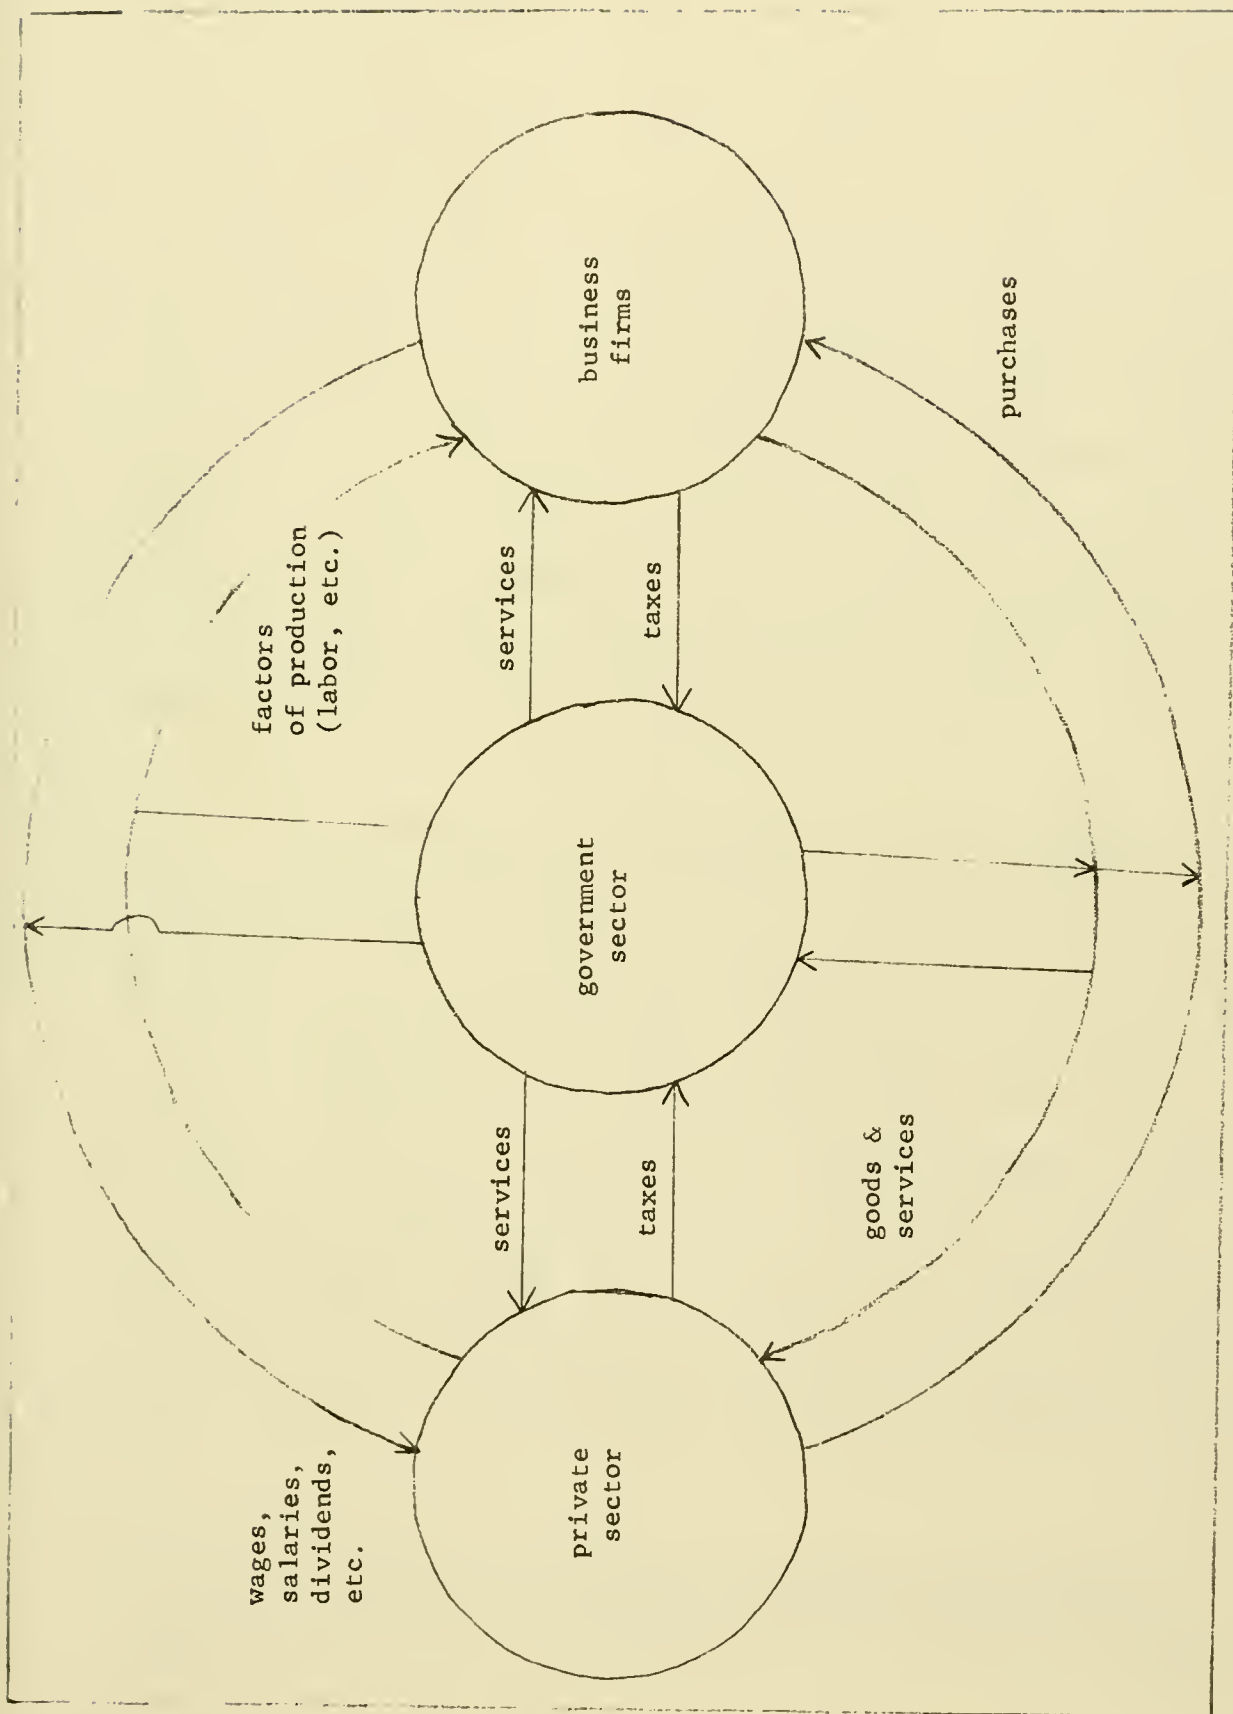 wages,
salaries,
dividends,
etc.
factors
of production
(labor, etc.)
services
services
private
sector
government
sector
business
firms
taxes
taxes
goods &
services
purchases